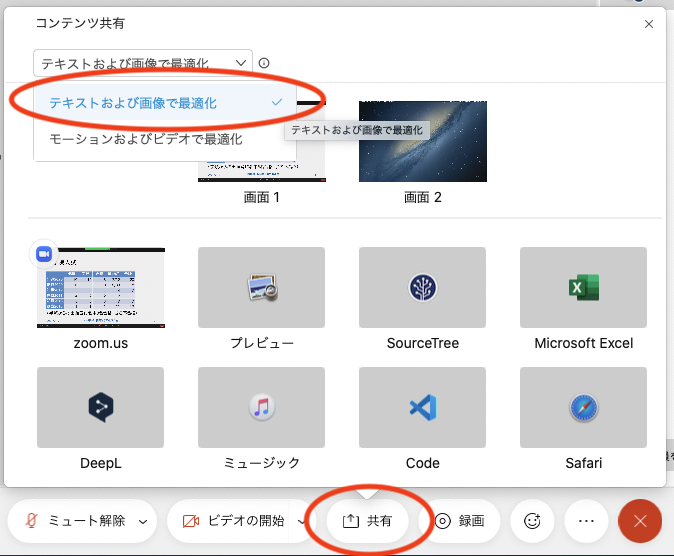 コンテンツ共有
テキストおよび画像で最適化
テキストおよび画像で最適化
モーションおよびビデオで最適化
テキストおよび画像で最適化
画面 1
画面 2
zoom.us
プレビュー
SourceTree
Microsoft Excel
DeepL
ミュージック
Code
Safari
ミュート解除
ビデオの開始
共有
録画